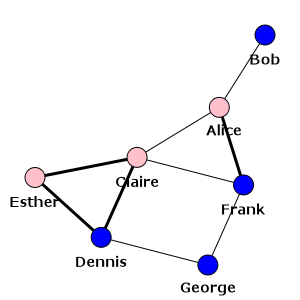 Bob
Alice
Claire
Esther
Frank
Dennis
George